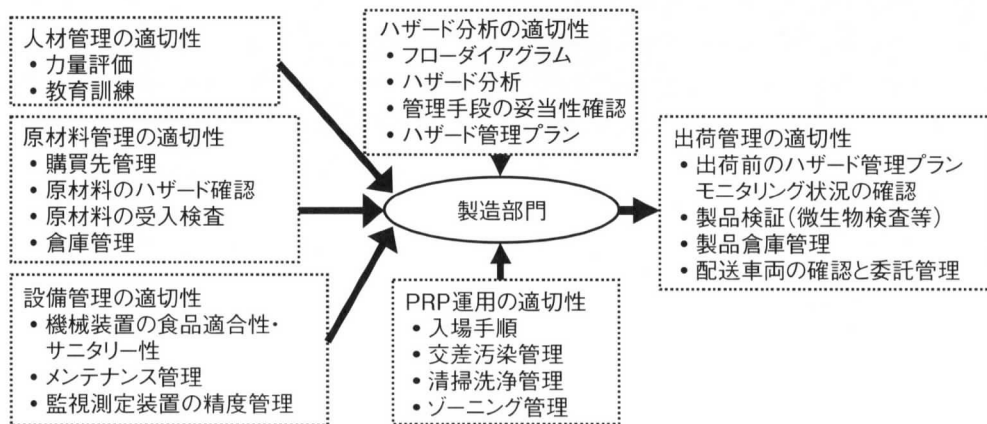 人材管理の適切性
• 力量評価
• 教育訓練
原材料管理の適切性
• 購買先管理
• 原材料のハザード確認
• 原材料の受入検査
• 倉庫管理
設備管理の適切性
• 機械装置の食品適合性・
サニタリー性
• メンテナンス管理
• 監視測定装置の精度管理
ハザード分析の適切性
• フローダイアグラム
• ハザード分析
• 管理手段の妥当性確認
• ハザード管理プラン
製造部門
PRP運用の適切性
• 入場手順
• 交差汚染管理
• 清掃洗浄管理
• ゾーニング管理
出荷管理の適切性
• 出荷前のハザード管理プラン
モニタリング状況の確認
• 製品検証(微生物検査等)
• 製品倉庫管理
• 配送車両の確認と委託管理